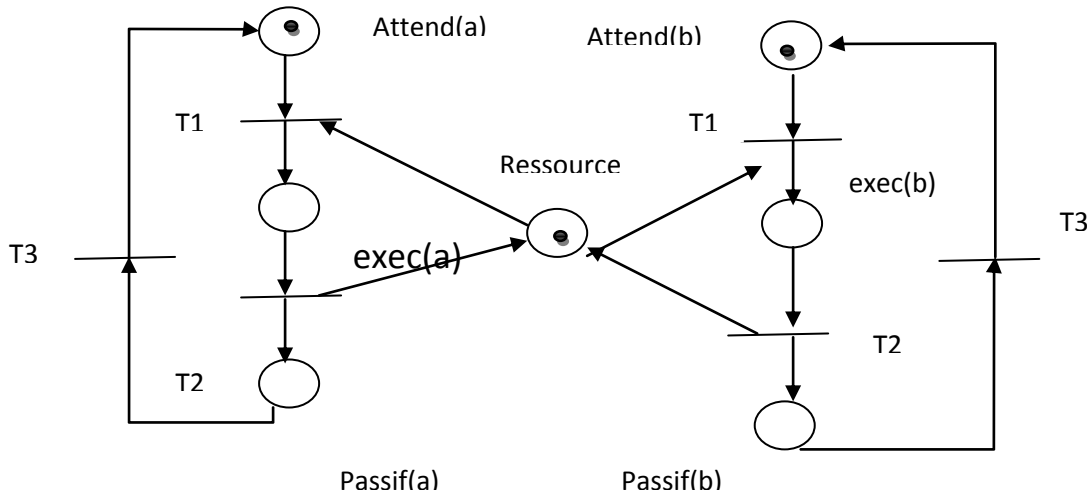 Attend(a)
Attend(b)
T1
T1
Ressource
exec(b)
T3
exec(a)
T3
T2
T2
Passif(a)
Passif(b)